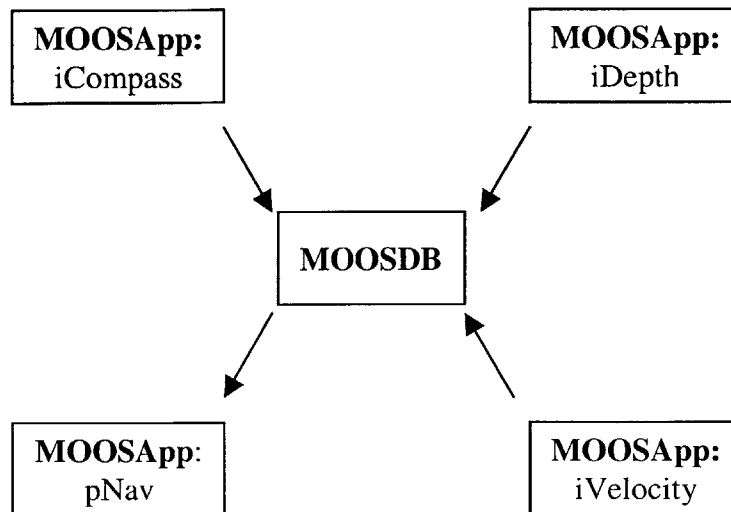 MOOSApp:
iCompass
MOOSApp:
iDepth
MOOSDB
MOOSApp:
pNav
MOOSApp:
iVelocity